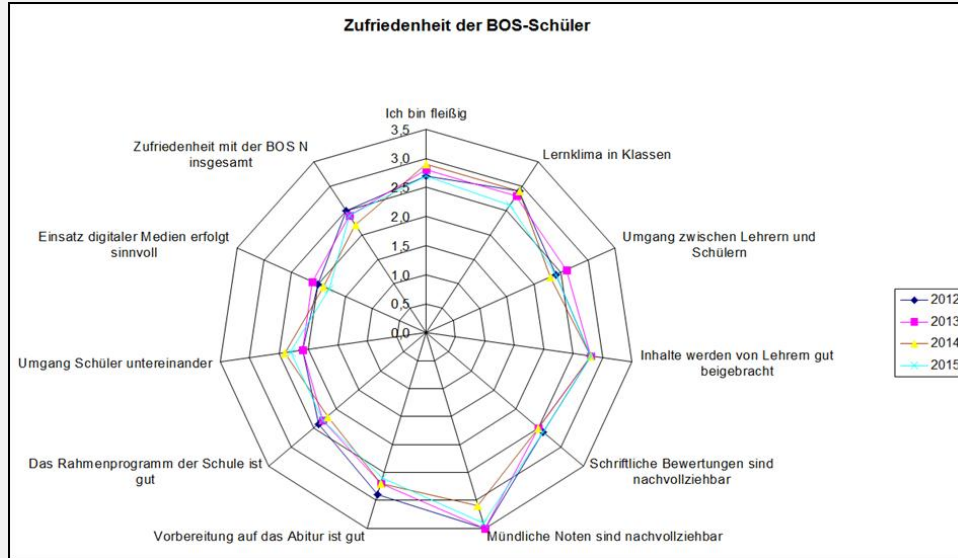 Zufriedenheit der BOS-Schüler
Ich bin fleißig
Zufriedenheit mit der BOS N
insgesamt
Lernklima in Klassen
Einsatz digitaler Medien erfolgt
sinnvoll
Umgang zwischen Lehrern und
Schülern
Umgang Schüler untereinander
Inhalte werden von Lehrern gut
beigebracht
Das Rahmenprogramm der Schule ist
gut
Schriftliche Bewertungen sind
nachvollziehbar
Vorbereitung auf das Abitur ist gut
Mündliche Noten sind nachvollziehbar
3,5
3,0
2,5
2,0
1,5
1,0
0,5
0,0
2012
2013
2014
2015